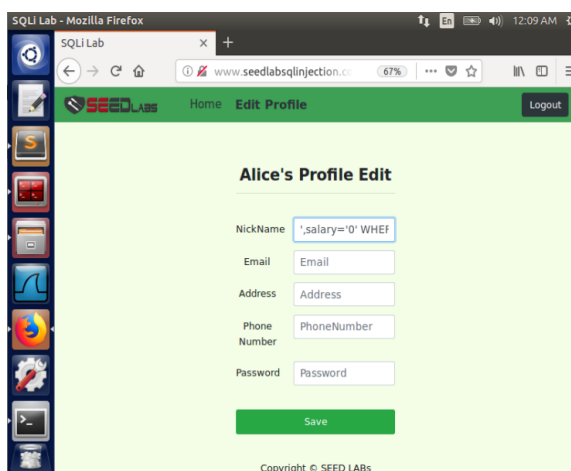 SQLi Lab - Mozilla Firefox
En
12:09 AM
SQLi Lab
www.seedlabsqlinjection.c
67%
SEEDLABS
Home
Edit Profile
Logout
Alice's Profile Edit
NickName
',salary='0' WHER
Email
Email
Address
Address
Phone
Number
PhoneNumber
Password
Password
Save
Copyright © SEED LABs